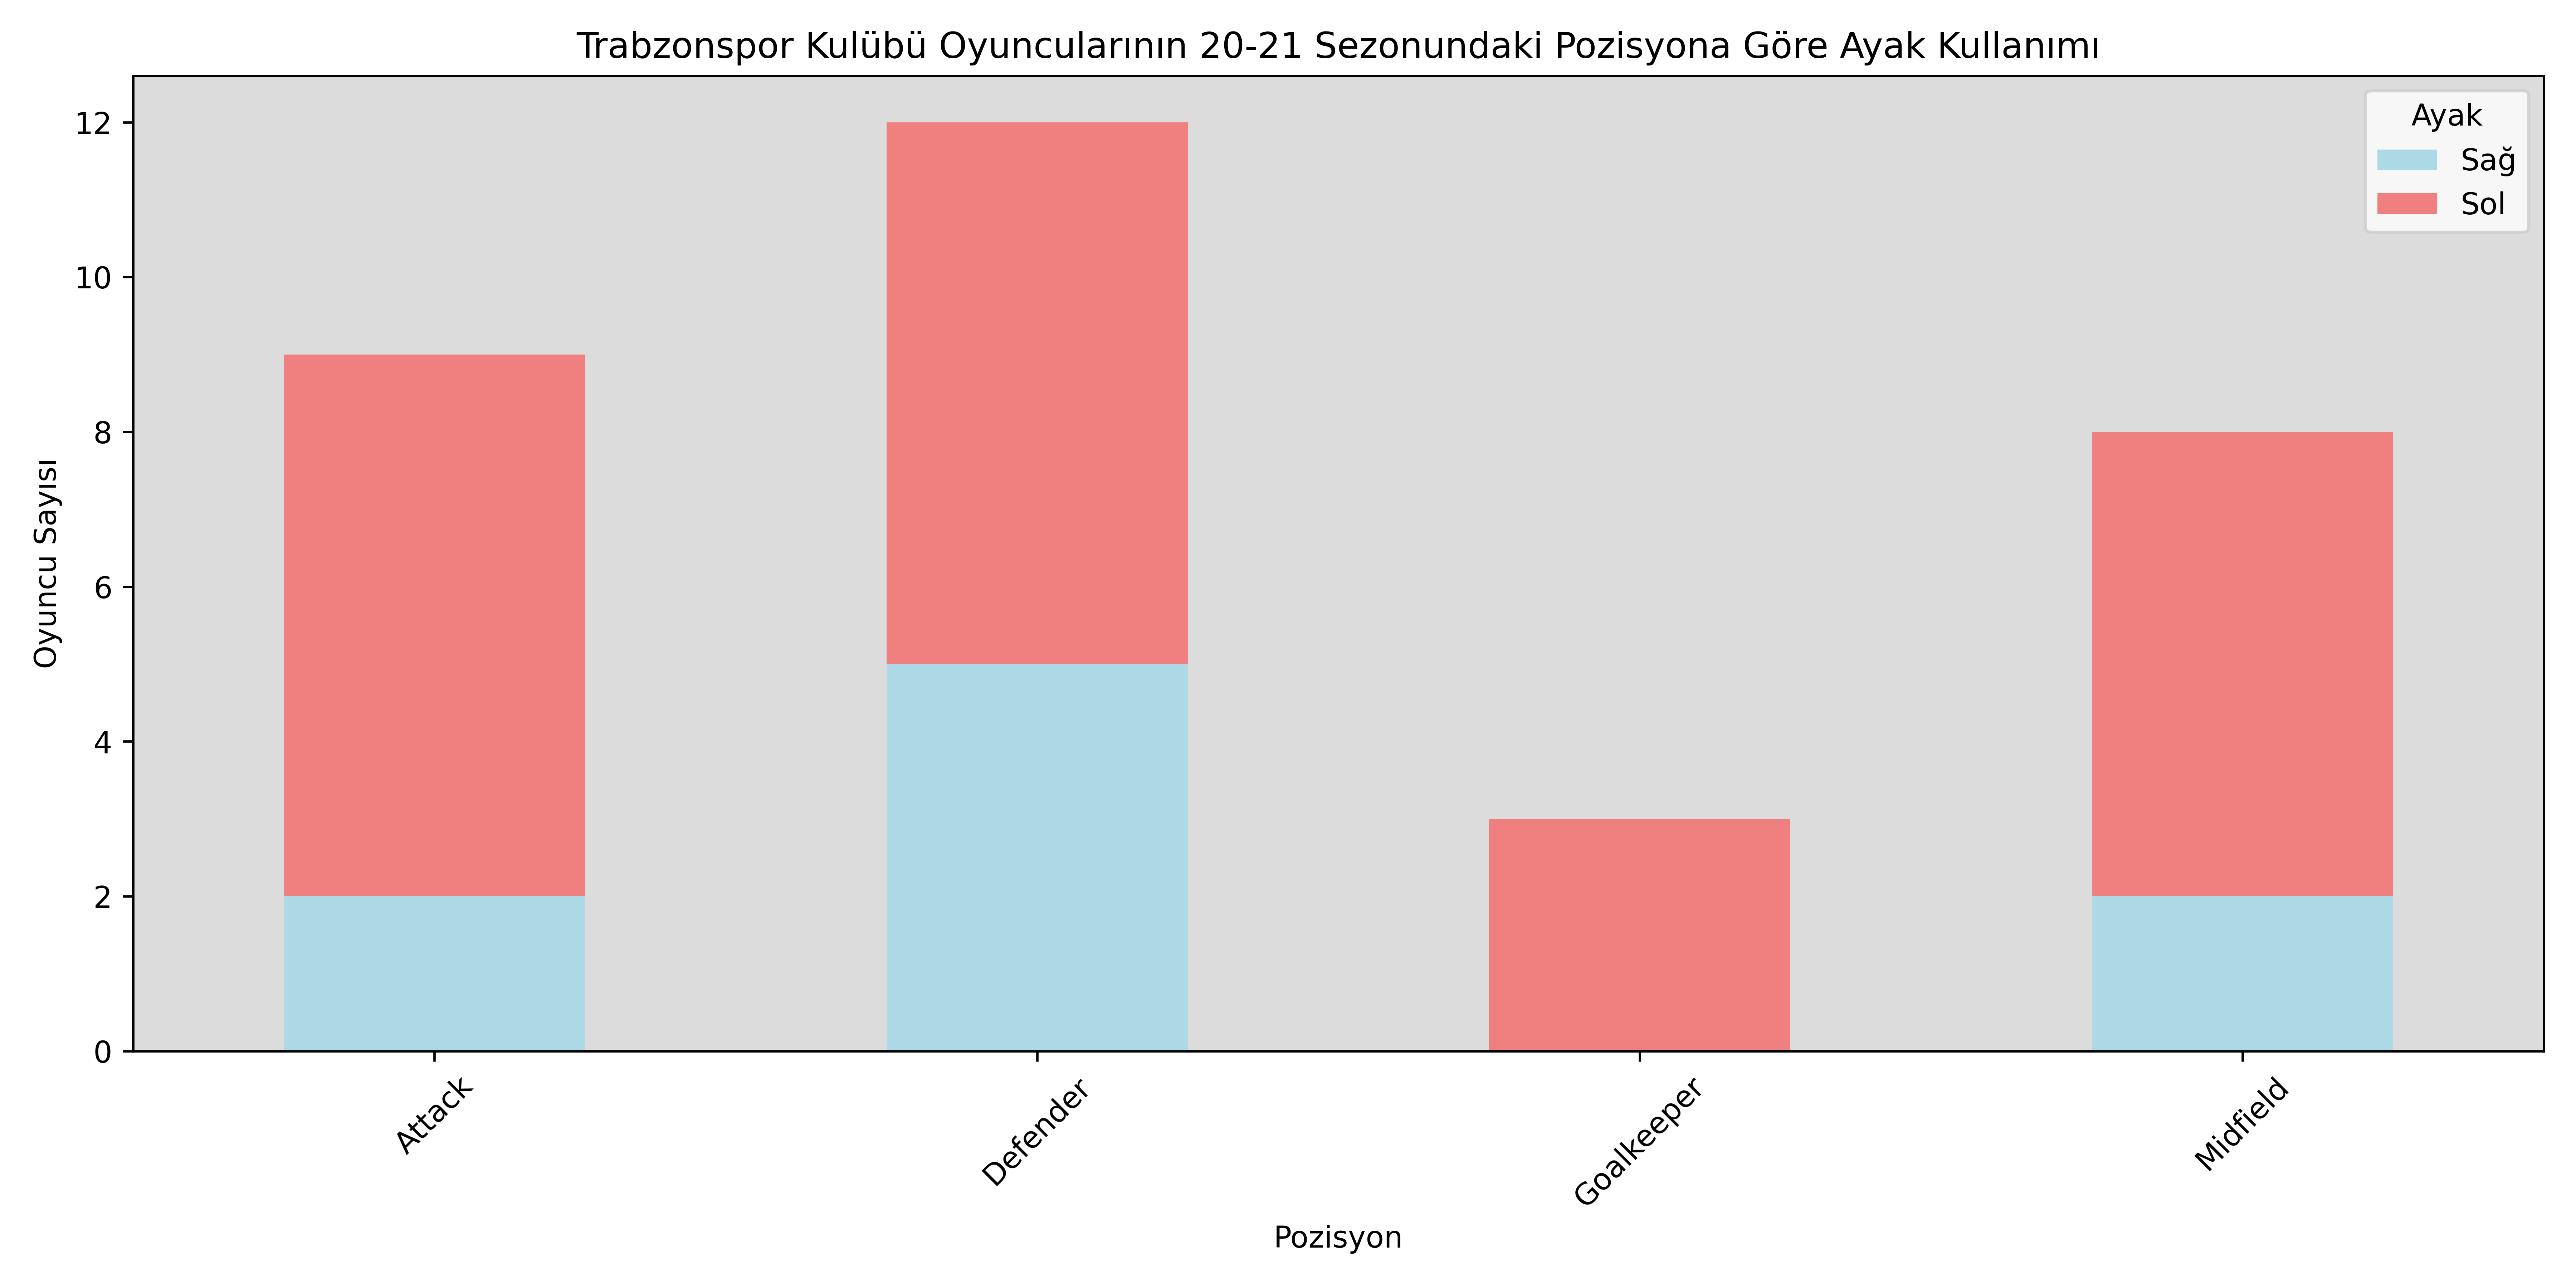 Trabzonspor Kulübü Oyuncularının 20-21 Sezonundaki Pozisyona Göre Ayak Kullanımı
Ayak
Sağ
Sol
Oyuncu Sayısı
12
10
8
6
4
2
0
Attack
Defender
Goalkeeper
Midfield
Pozisyon